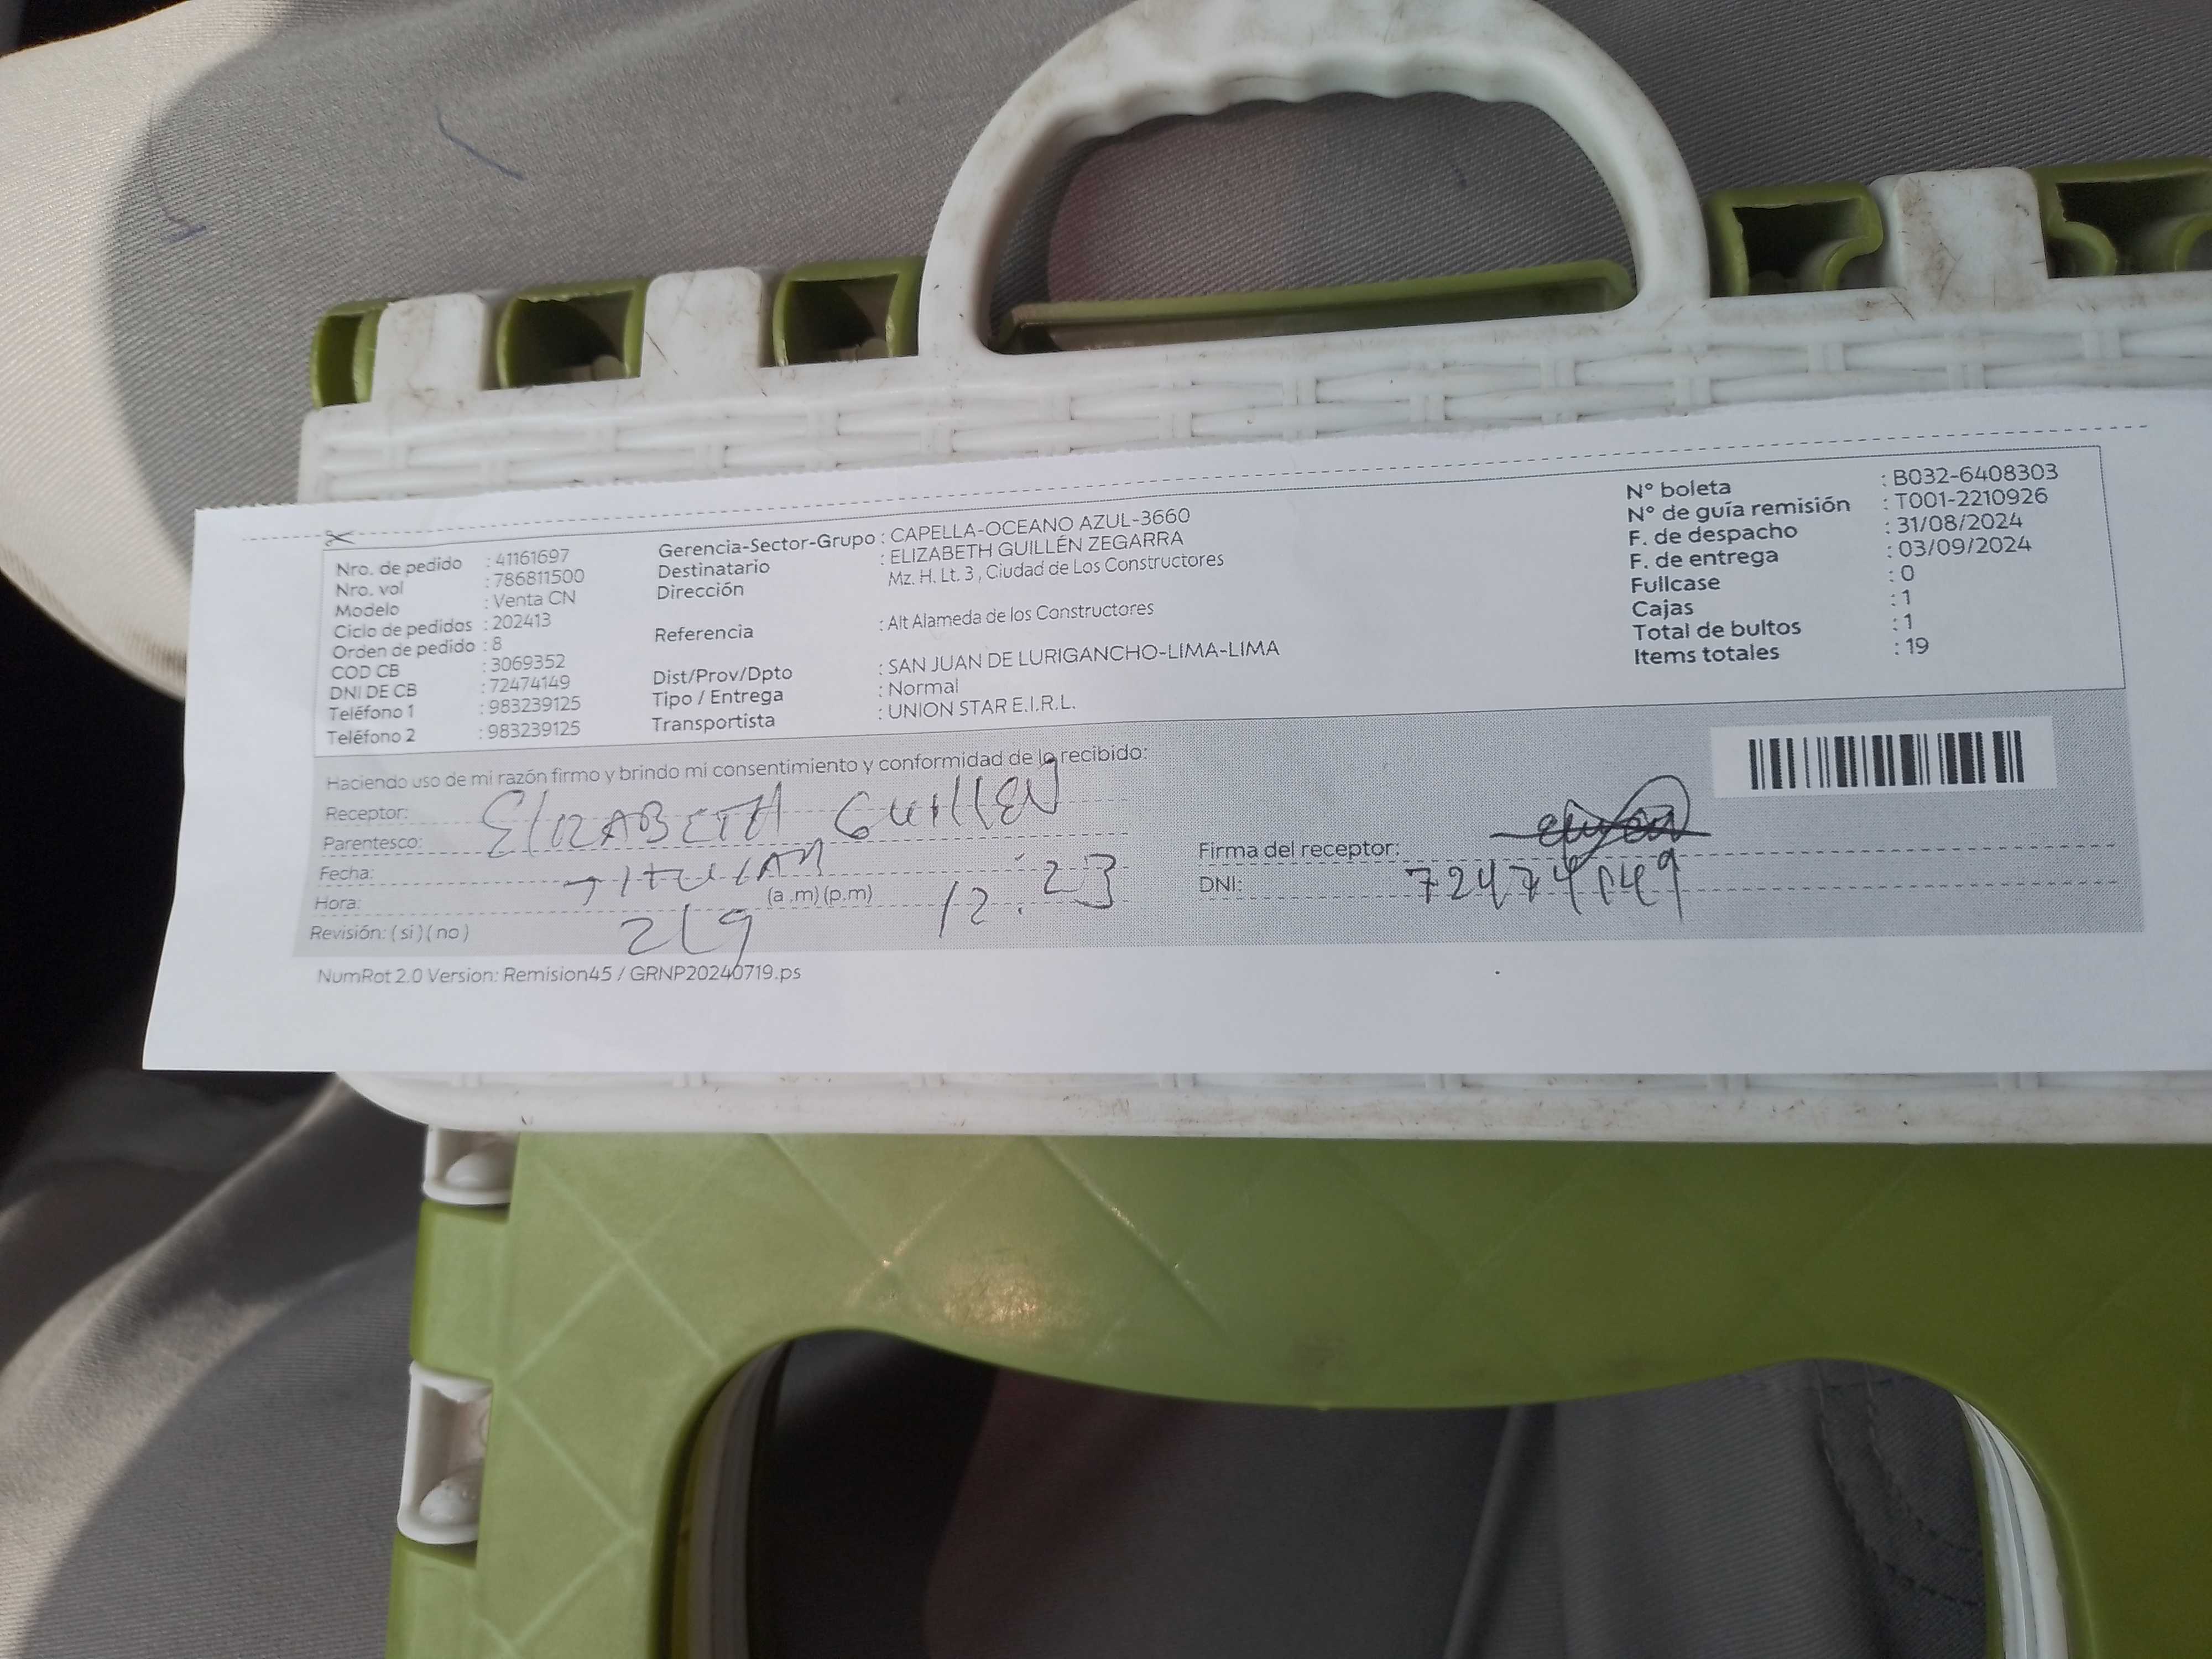 Nro. de pedido : 41161697
Nro. vol : 786811500
Modelo : Venta CN
Ciclo de pedidos : 202413
Orden de pedido : 8
COD CB : 3069352
DNI DE CB : 72474149
Teléfono 1 : 983239125
Teléfono 2 : 983239125
Gerencia-Sector-Grupo : CAPELLA-OCEANO AZUL-3660
Destinatario : ELIZABETH GUILLÉN ZEGARRA
Dirección Mz. H. Lt. 3 , Ciudad de Los Constructores
Referencia : Alt Alameda de los Constructores
Dist/Prov/Dpto : SAN JUAN DE LURIGANCHO-LIMA-LIMA
Tipo / Entrega : Normal
Transportista : UNION STAR E.I.R.L.
N° boleta : B032-6408303
N° de guía remisión : T001-2210926
F. de despacho : 31/08/2024
F. de entrega : 03/09/2024
Fullcase : 0
Cajas : 1
Total de bultos : 1
Items totales : 19
Haciendo uso de mi razón firmo y brindo mi consentimiento y conformidad de lo recibido:
Receptor: ElIZABETH GuillEN
Parentesco:
Fecha: TITULAR
Hora: (a .m) (p.m) 12:23
Revisión: ( si ) ( no ) 2/9
Firma del receptor:
DNI: 72474149
NumRot 2.0 Version: Remision45 / GRNP20240719.ps